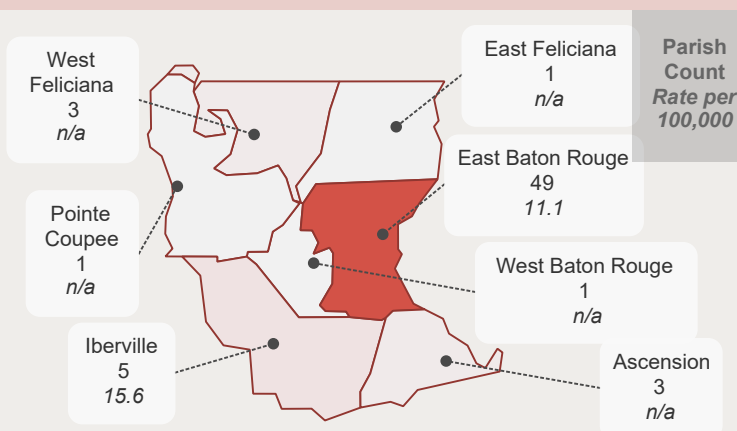 West
Feliciana
3
n/a
East Feliciana
1
n/a
Parish
Count
Rate per
100,000
East Baton Rouge
49
11.1
Pointe
Coupee
1
n/a
West Baton Rouge
1
n/a
Iberville
5
15.6
Ascension
3
n/a